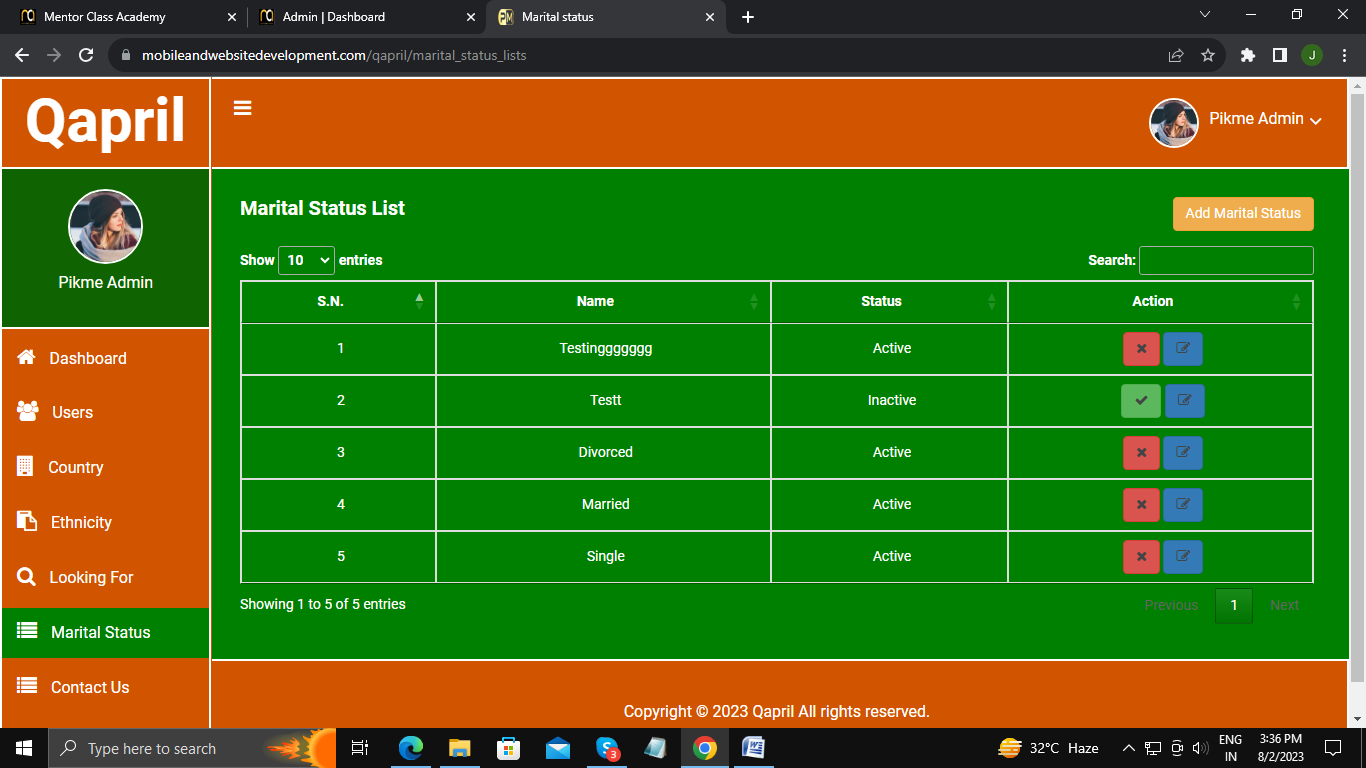 Mentor Class Academy
Admin | Dashboard
Marital status
mobileandwebsitedevelopment.com/qapril/marital_status_lists
J
Qapril
Pikme Admin
Pikme Admin
Dashboard
Users
Country
Ethnicity
Looking For
Marital Status
Contact Us
Marital Status List
Add Marital Status
Show 10 entries
Search:
S.N. Name Status Action
1 Testinggggggg Active
2 Testt Inactive
3 Divorced Active
4 Married Active
5 Single Active
Showing 1 to 5 of 5 entries
Previous 1 Next
Copyright © 2023 Qapril All rights reserved.
Type here to search
3
32°C Haze
ENG
IN
3:36 PM
8/2/2023